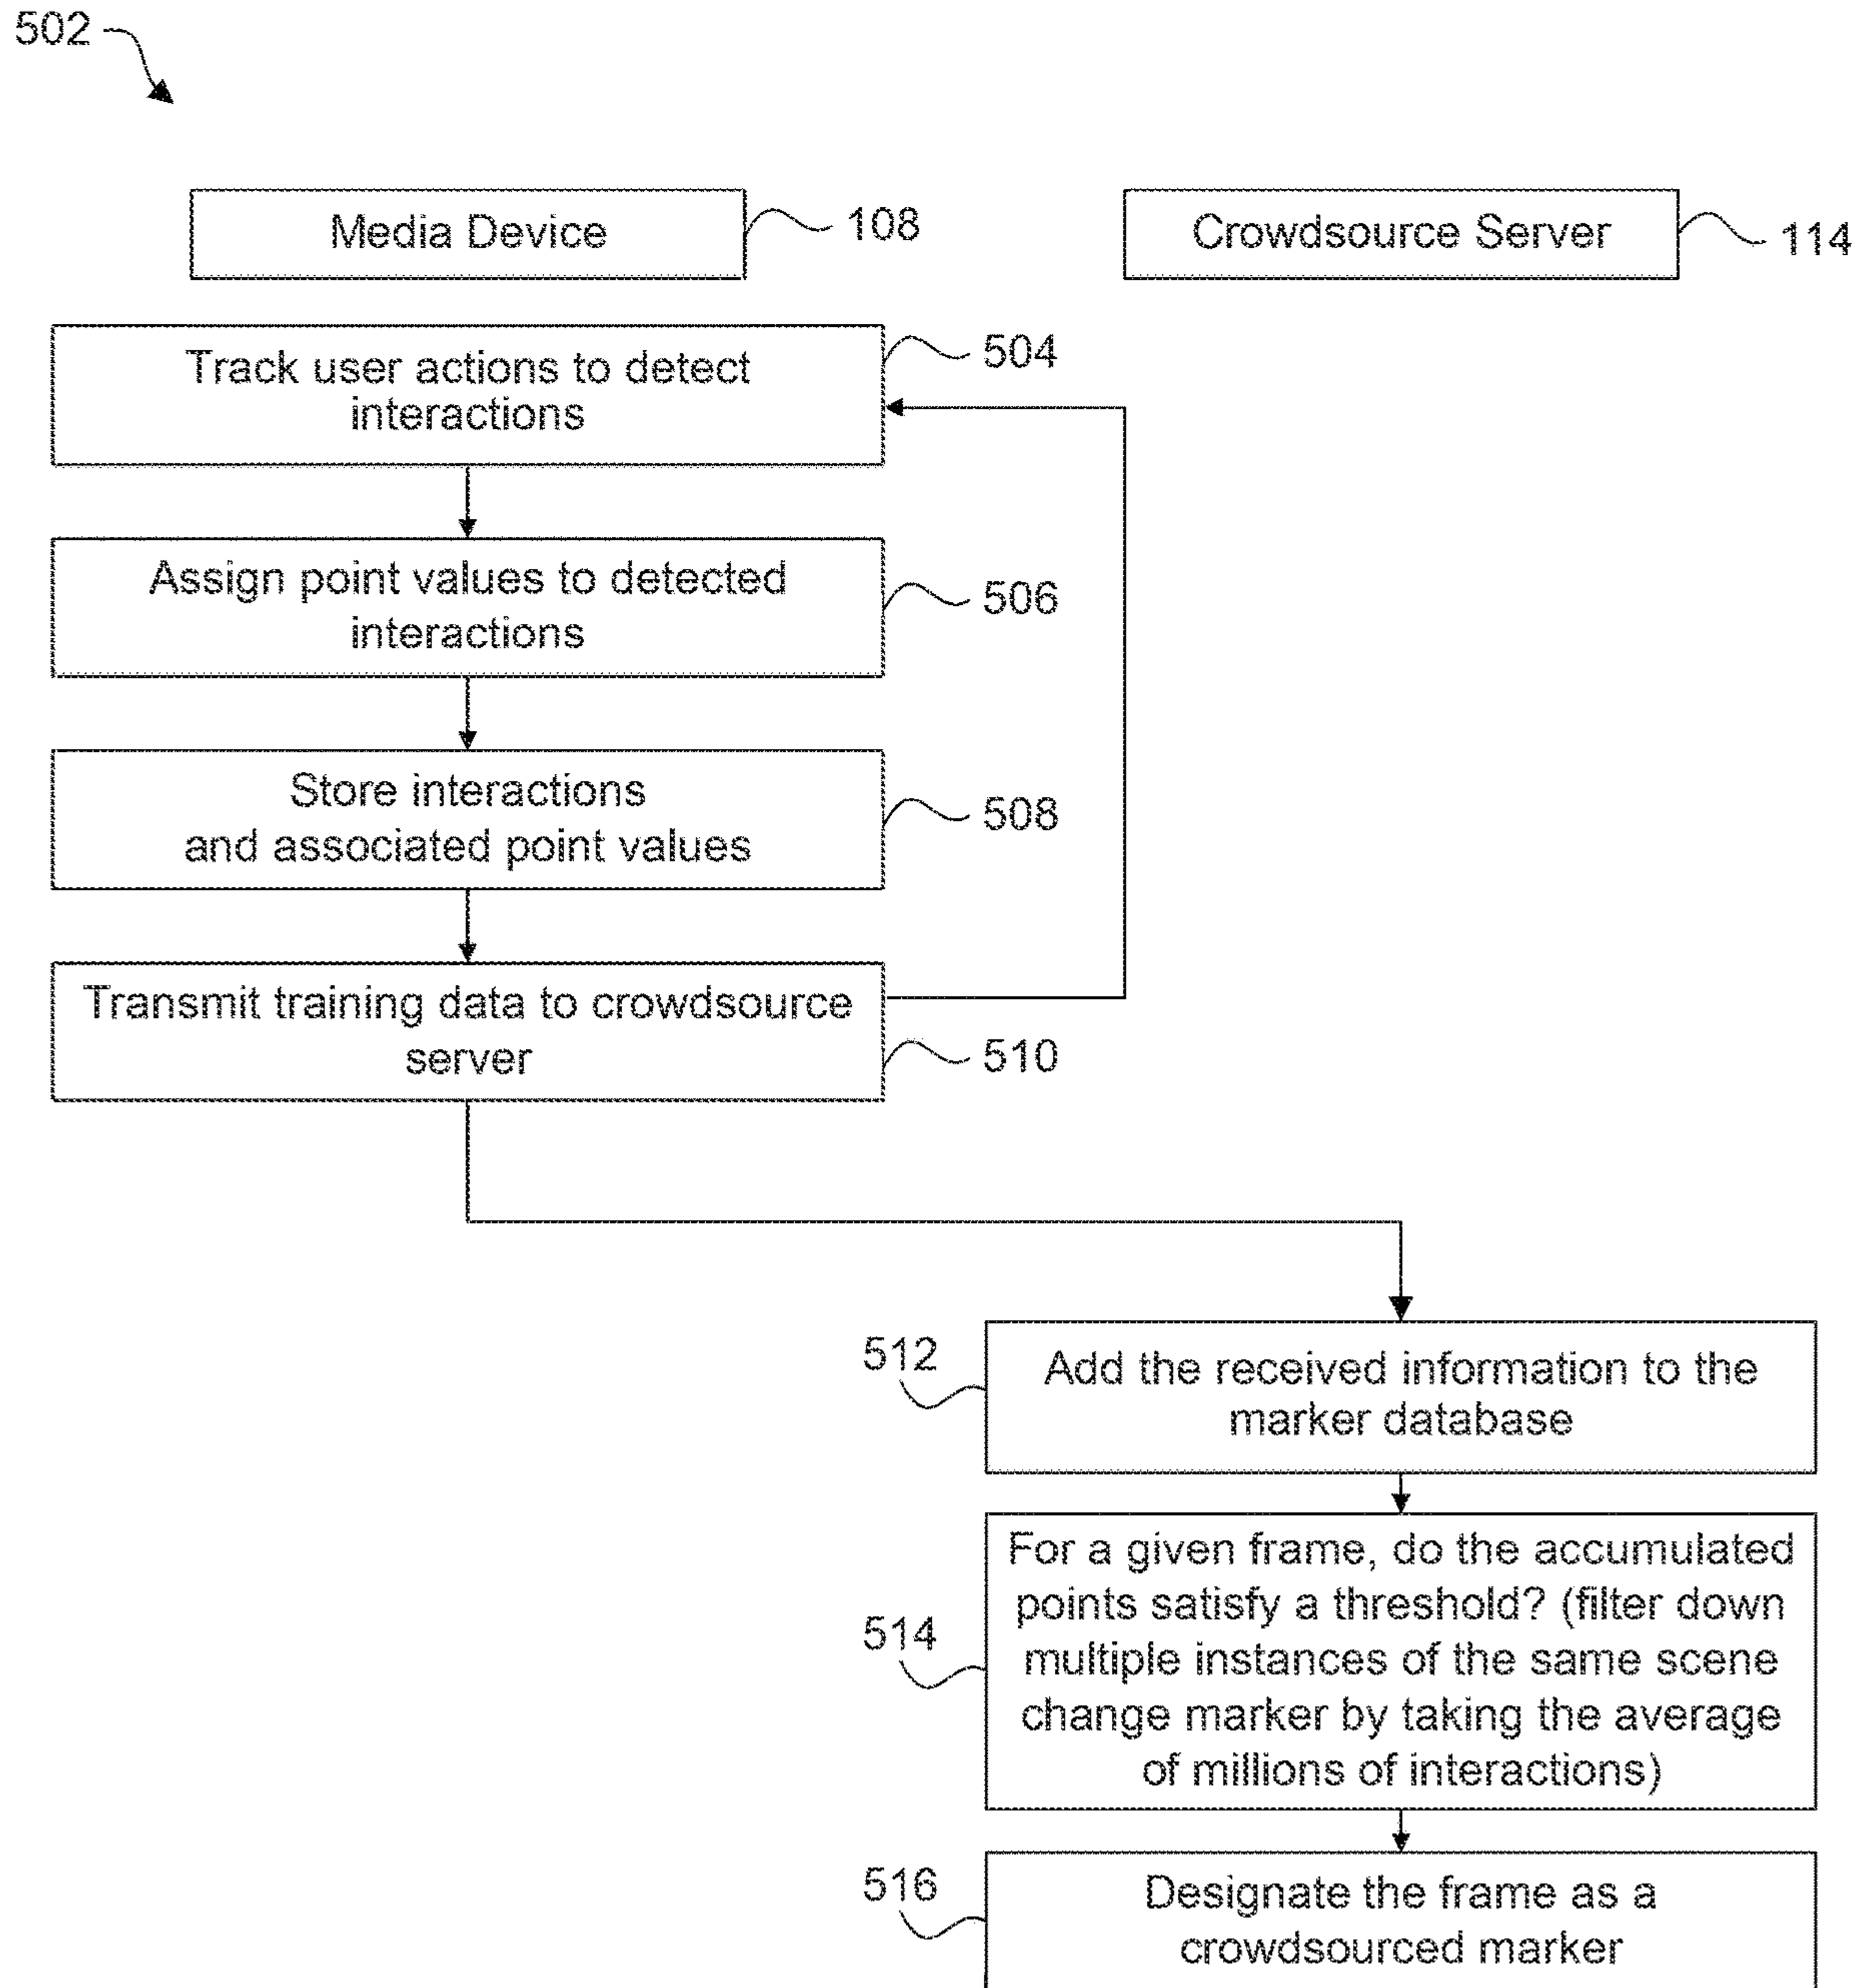 502
Media Device
108
Crowdsource Server
114
Track user actions to detect
interactions
504
Assign point values to detected
interactions
506
Store interactions
and associated point values
508
Transmit training data to crowdsource
server
510
512
Add the received information to the
marker database
514
For a given frame, do the accumulated
points satisfy a threshold? (filter down
multiple instances of the same scene
change marker by taking the average
of millions of interactions)
516
Designate the frame as a
crowdsourced marker